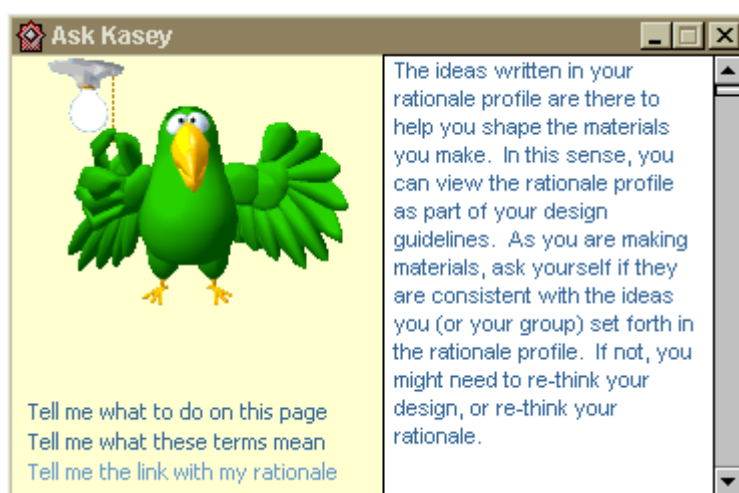 Ask Kasey
The ideas written in your
rationale profile are there to
help you shape the materials
you make.  In this sense, you
can view the rationale profile
as part of your design
guidelines.  As you are making
materials, ask yourself if they
are consistent with the ideas
you (or your group) set forth in
the rationale profile.  If not, you
might need to re-think your
design, or re-think your
rationale.
Tell me what to do on this page
Tell me what these terms mean
Tell me the link with my rationale